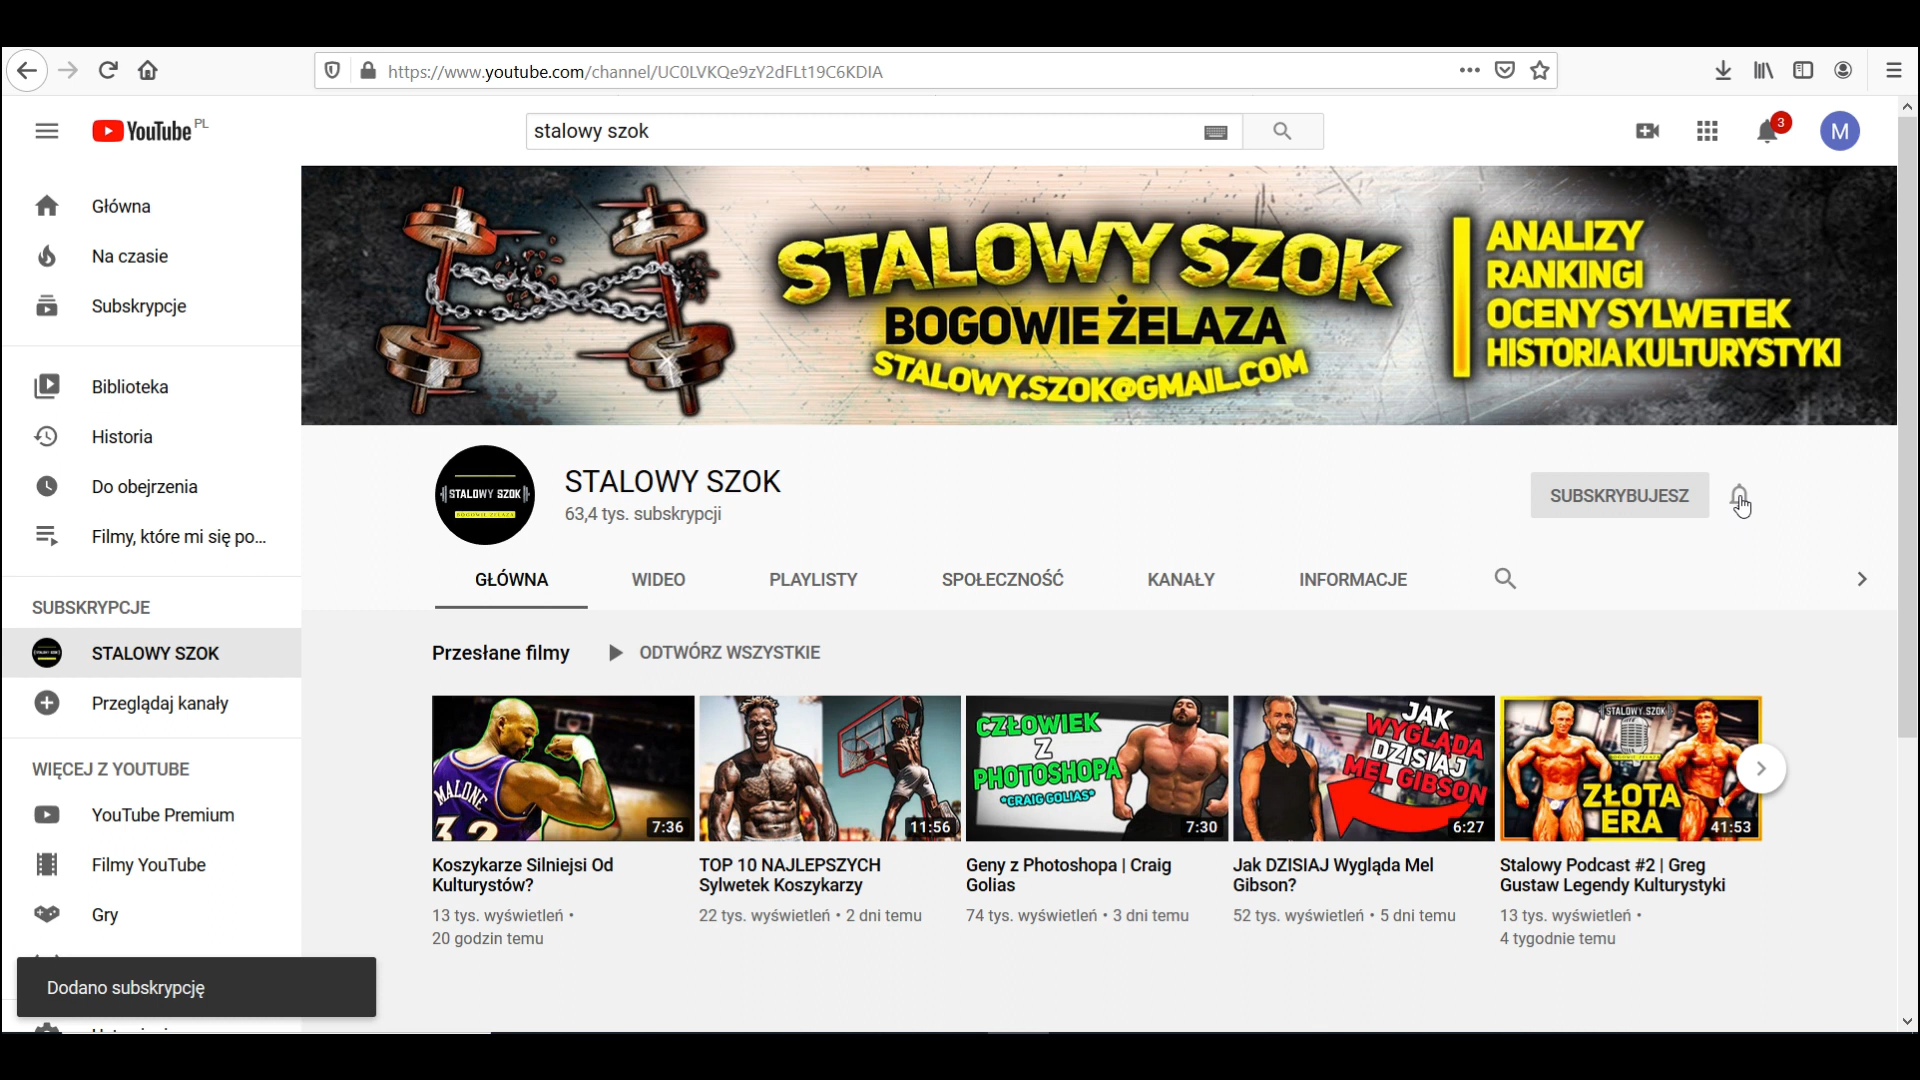 https://www.youtube.com/channel/UC0LVKQe9zY2dFLt19C6KDIA
YouTube PL
stalowy szok
3
M
Główna
Na czasie
Subskrypcje
Biblioteka
Historia
Do obejrzenia
Filmy, które mi się po...
SUBSKRYPCJE
STALOWY SZOK
Przeglądaj kanały
WIĘCEJ Z YOUTUBE
YouTube Premium
Filmy YouTube
Gry
Dodano subskrypcję
STALOWY SZOK
BOGOWIE ŻELAZA
STALOWY.SZOK@GMAIL.COM
ANALIZY
RANKINGI
OCENY SYLWETEK
HISTORIA KULTURYSTYKI
STALOWY SZOK
BOGOWIE ŻELAZA
STALOWY SZOK
63,4 tys. subskrypcji
SUBSKRYBUJESZ
GŁÓWNA
WIDEO
PLAYLISTY
SPOŁECZNOŚĆ
KANAŁY
INFORMACJE
Przesłane filmy
ODTWÓRZ WSZYSTKIE
MALONE
32
7:36
Koszykarze Silniejsi Od
Kulturystów?
13 tys. wyświetleń •
20 godzin temu
11:56
TOP 10 NAJLEPSZYCH
Sylwetek Koszykarzy
22 tys. wyświetleń • 2 dni temu
CZŁOWIEK
Z
PHOTOSHOPA
*CRAIG GOLIAS*
7:30
Geny z Photoshopa | Craig
Golias
74 tys. wyświetleń • 3 dni temu
JAK
WYGLĄDA
DZISIAJ
MEL GIBSON
6:27
Jak DZISIAJ Wygląda Mel
Gibson?
52 tys. wyświetleń • 5 dni temu
STALOWY SZOK
ZŁOTA
ERA
41:53
Stalowy Podcast #2 | Greg
Gustaw Legendy Kulturystyki
13 tys. wyświetleń •
4 tygodnie temu